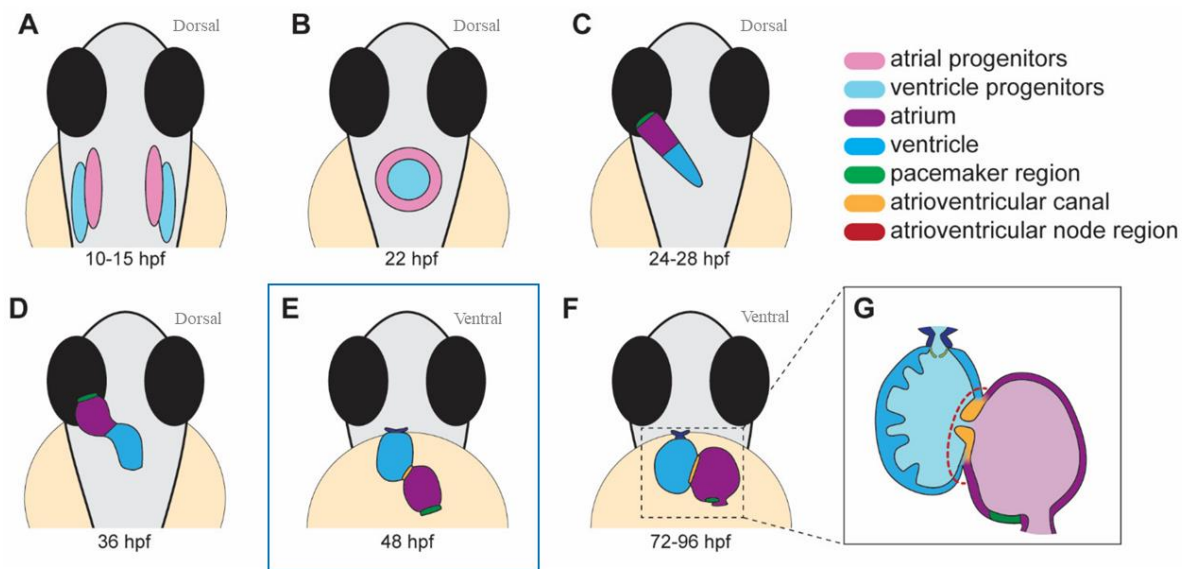 A
Dorsal
B
Dorsal
C
Dorsal
atrial progenitors
ventricle progenitors
atrium
ventricle
pacemaker region
atrioventricular canal
atrioventricular node region
10-15 hpf
22 hpf
24-28 hpf
D
Dorsal
E
Ventral
F
Ventral
G
36 hpf
48 hpf
72-96 hpf